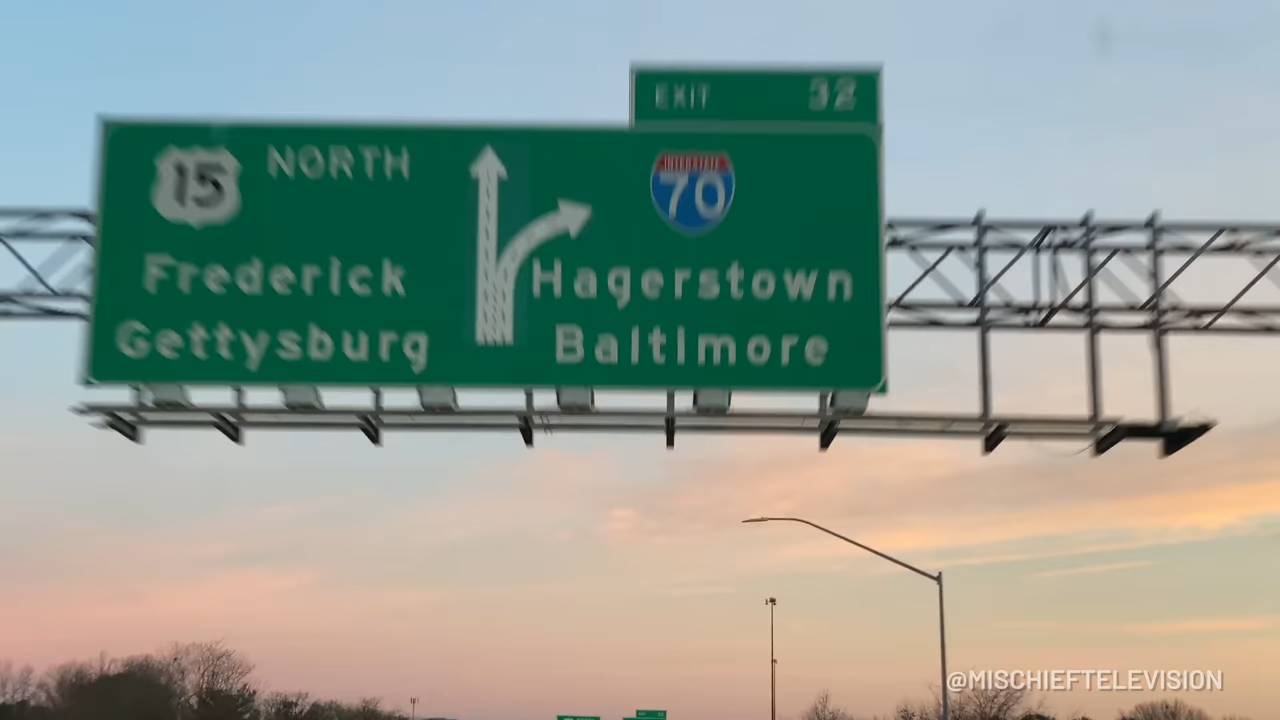 EXIT 32
15 NORTH
INTERSTATE
70
Frederick
Gettysburg
Hagerstown
Baltimore
@MISCHIEFTELEVISION